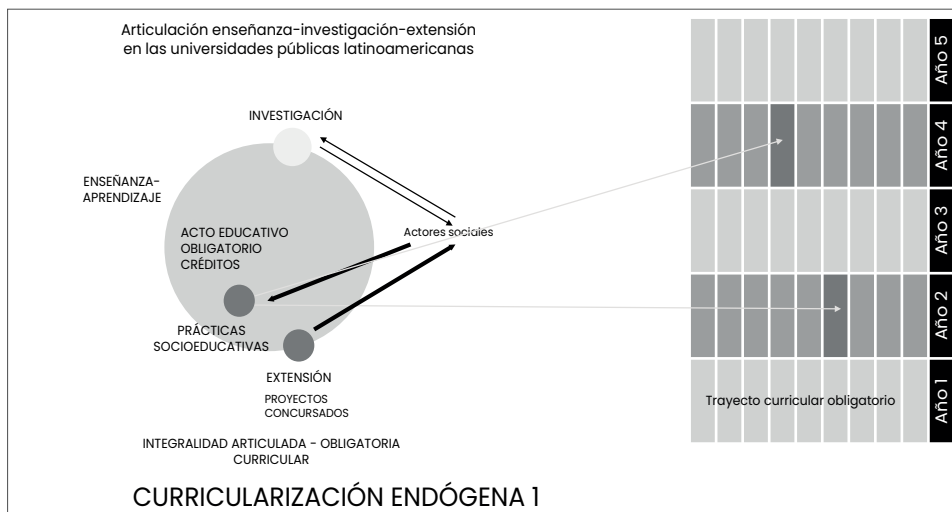 Articulación enseñanza-investigación-extensión
en las universidades públicas latinoamericanas
INVESTIGACIÓN
ENSEÑANZA-
APRENDIZAJE
Actores sociales
ACTO EDUCATIVO
OBLIGATORIO
CRÉDITOS
PRÁCTICAS
SOCIOEDUCATIVAS
EXTENSIÓN
PROYECTOS
CONCURSADOS
INTEGRALIDAD ARTICULADA - OBLIGATORIA
CURRICULAR
CURRICULARIZACIÓN ENDÓGENA 1
Año 5
Año 4
Año 3
Año 2
Año 1
Trayecto curricular obligatorio